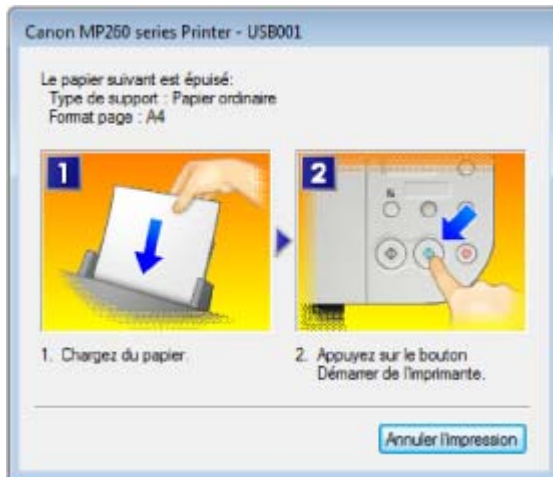 Canon MP260 series Printer - USB001
Le papier suivant est épuisé:
Type de support : Papier ordinaire
Format page : A4
1
2
1. Chargez du papier.
2. Appuyez sur le bouton
Démarrer de l'imprimante.
Annuler l'impression